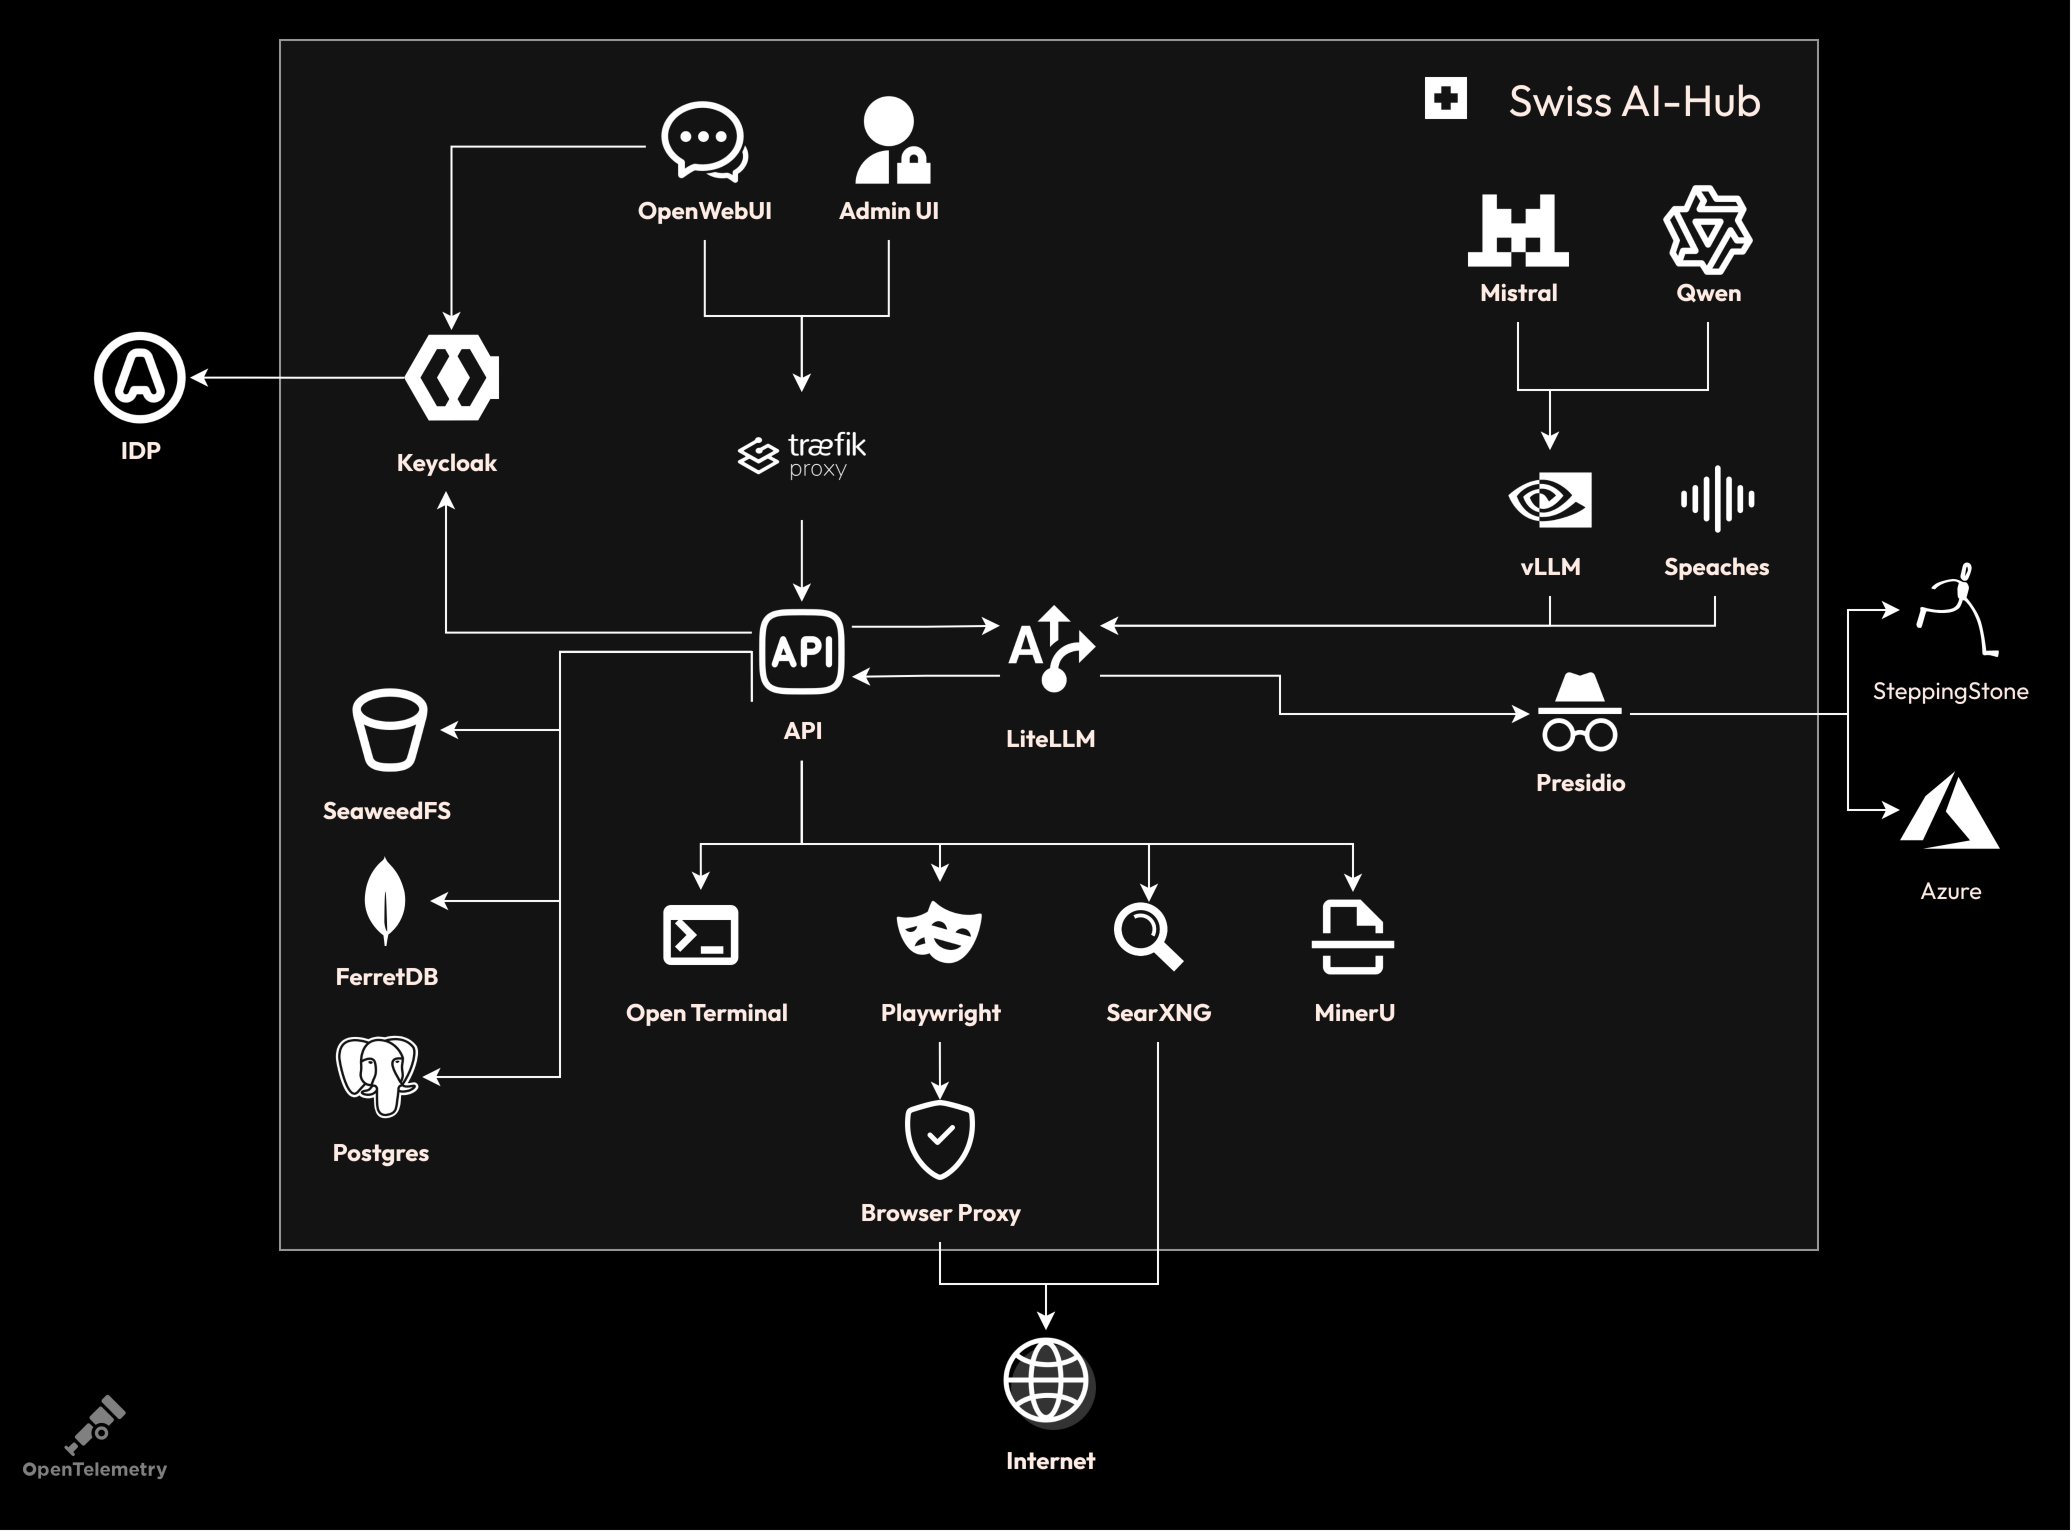 Swiss AI-Hub
OpenWebUI
Admin UI
Mistral
Qwen
IDP
Keycloak
træfik
proxy
vLLM
Speaches
A
API
API
LiteLLM
SteppingStone
Presidio
SeaweedFS
Azure
FerretDB
Open Terminal
Playwright
SearXNG
MinerU
Postgres
Browser Proxy
Internet
OpenTelemetry